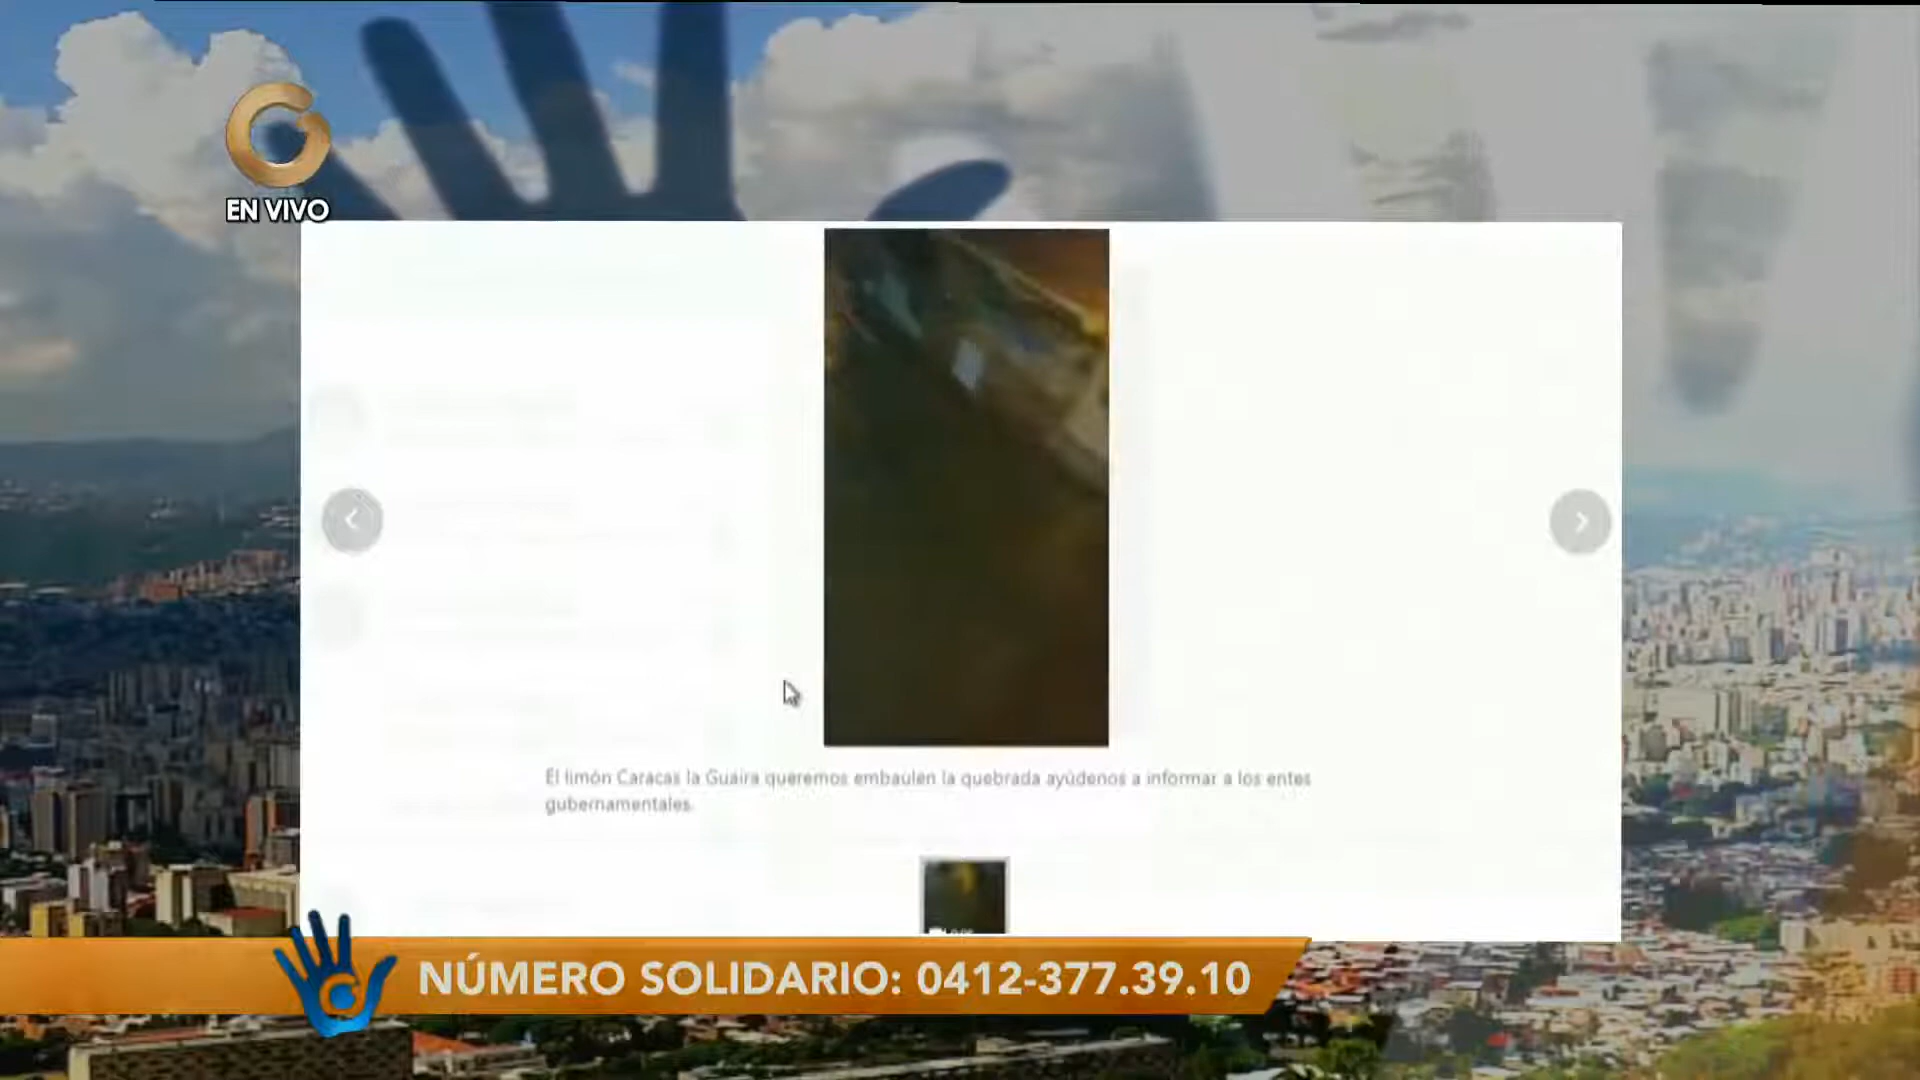 EN VIVO
El limón Caracas la Guaira queremos embaulen la quebrada ayúdenos a informar a los entes
gubernamentales.
NÚMERO SOLIDARIO: 0412-377.39.10